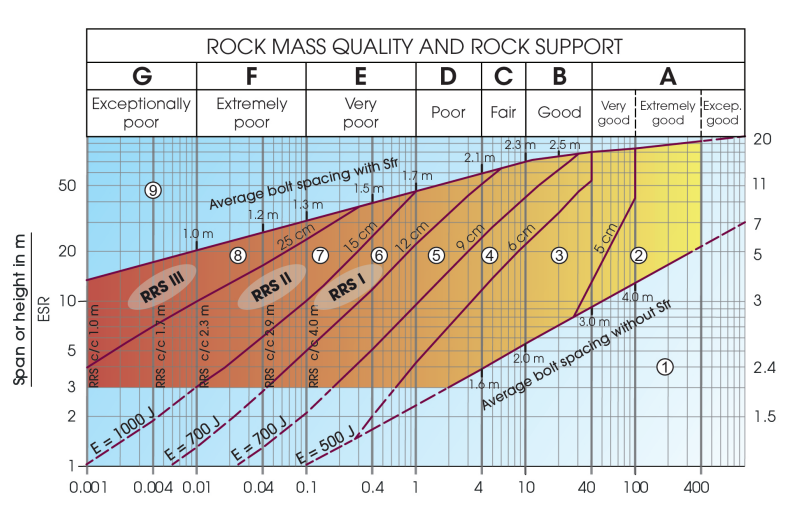 ROCK MASS QUALITY AND ROCK SUPPORT
G F E D C B A
Exceptionally
poor
Extremely
poor
Very
poor
Poor
Fair
Good
Very
good
Extremely
good
Excep.
good
Span or height in m
ESR
50
20
10
5
3
2
1
20
11
7
5
3
2.4
1.5
Average bolt spacing with Sfr
1.0 m
1.2 m
1.3 m
1.5 m
1.7 m
2.1 m
2.3 m
2.5 m
25 cm
15 cm
12 cm
9 cm
6 cm
5 cm
9
8
7
6
5
4
3
2
1
RRS III
RRS II
RRS I
RRS c/c 1.0 m
RRS c/c 1.7 m
RRS c/c 2.3 m
RRS c/c 2.9 m
RRS c/c 4.0 m
E = 1000 J
E = 700 J
E = 700 J
E = 500 J
1.6 m
2.0 m
3.0 m
4.0 m
Average bolt spacing without Sfr
0.001 0.004 0.01 0.04 0.1 0.4 1 4 10 40 100 400